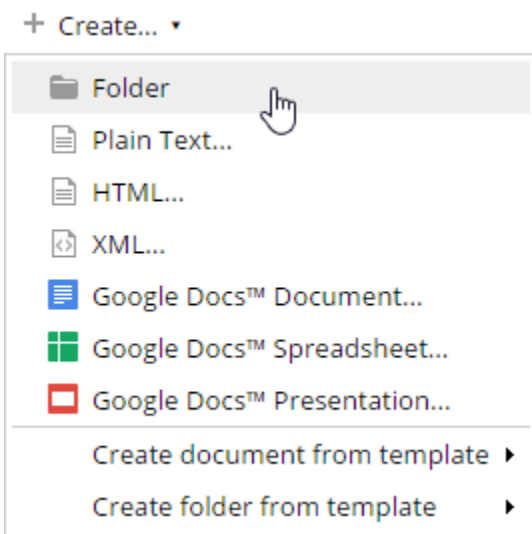 + Create... ▾
Folder
Plain Text...
HTML...
XML...
Google Docs™ Document...
Google Docs™ Spreadsheet...
Google Docs™ Presentation...
Create document from template
Create folder from template